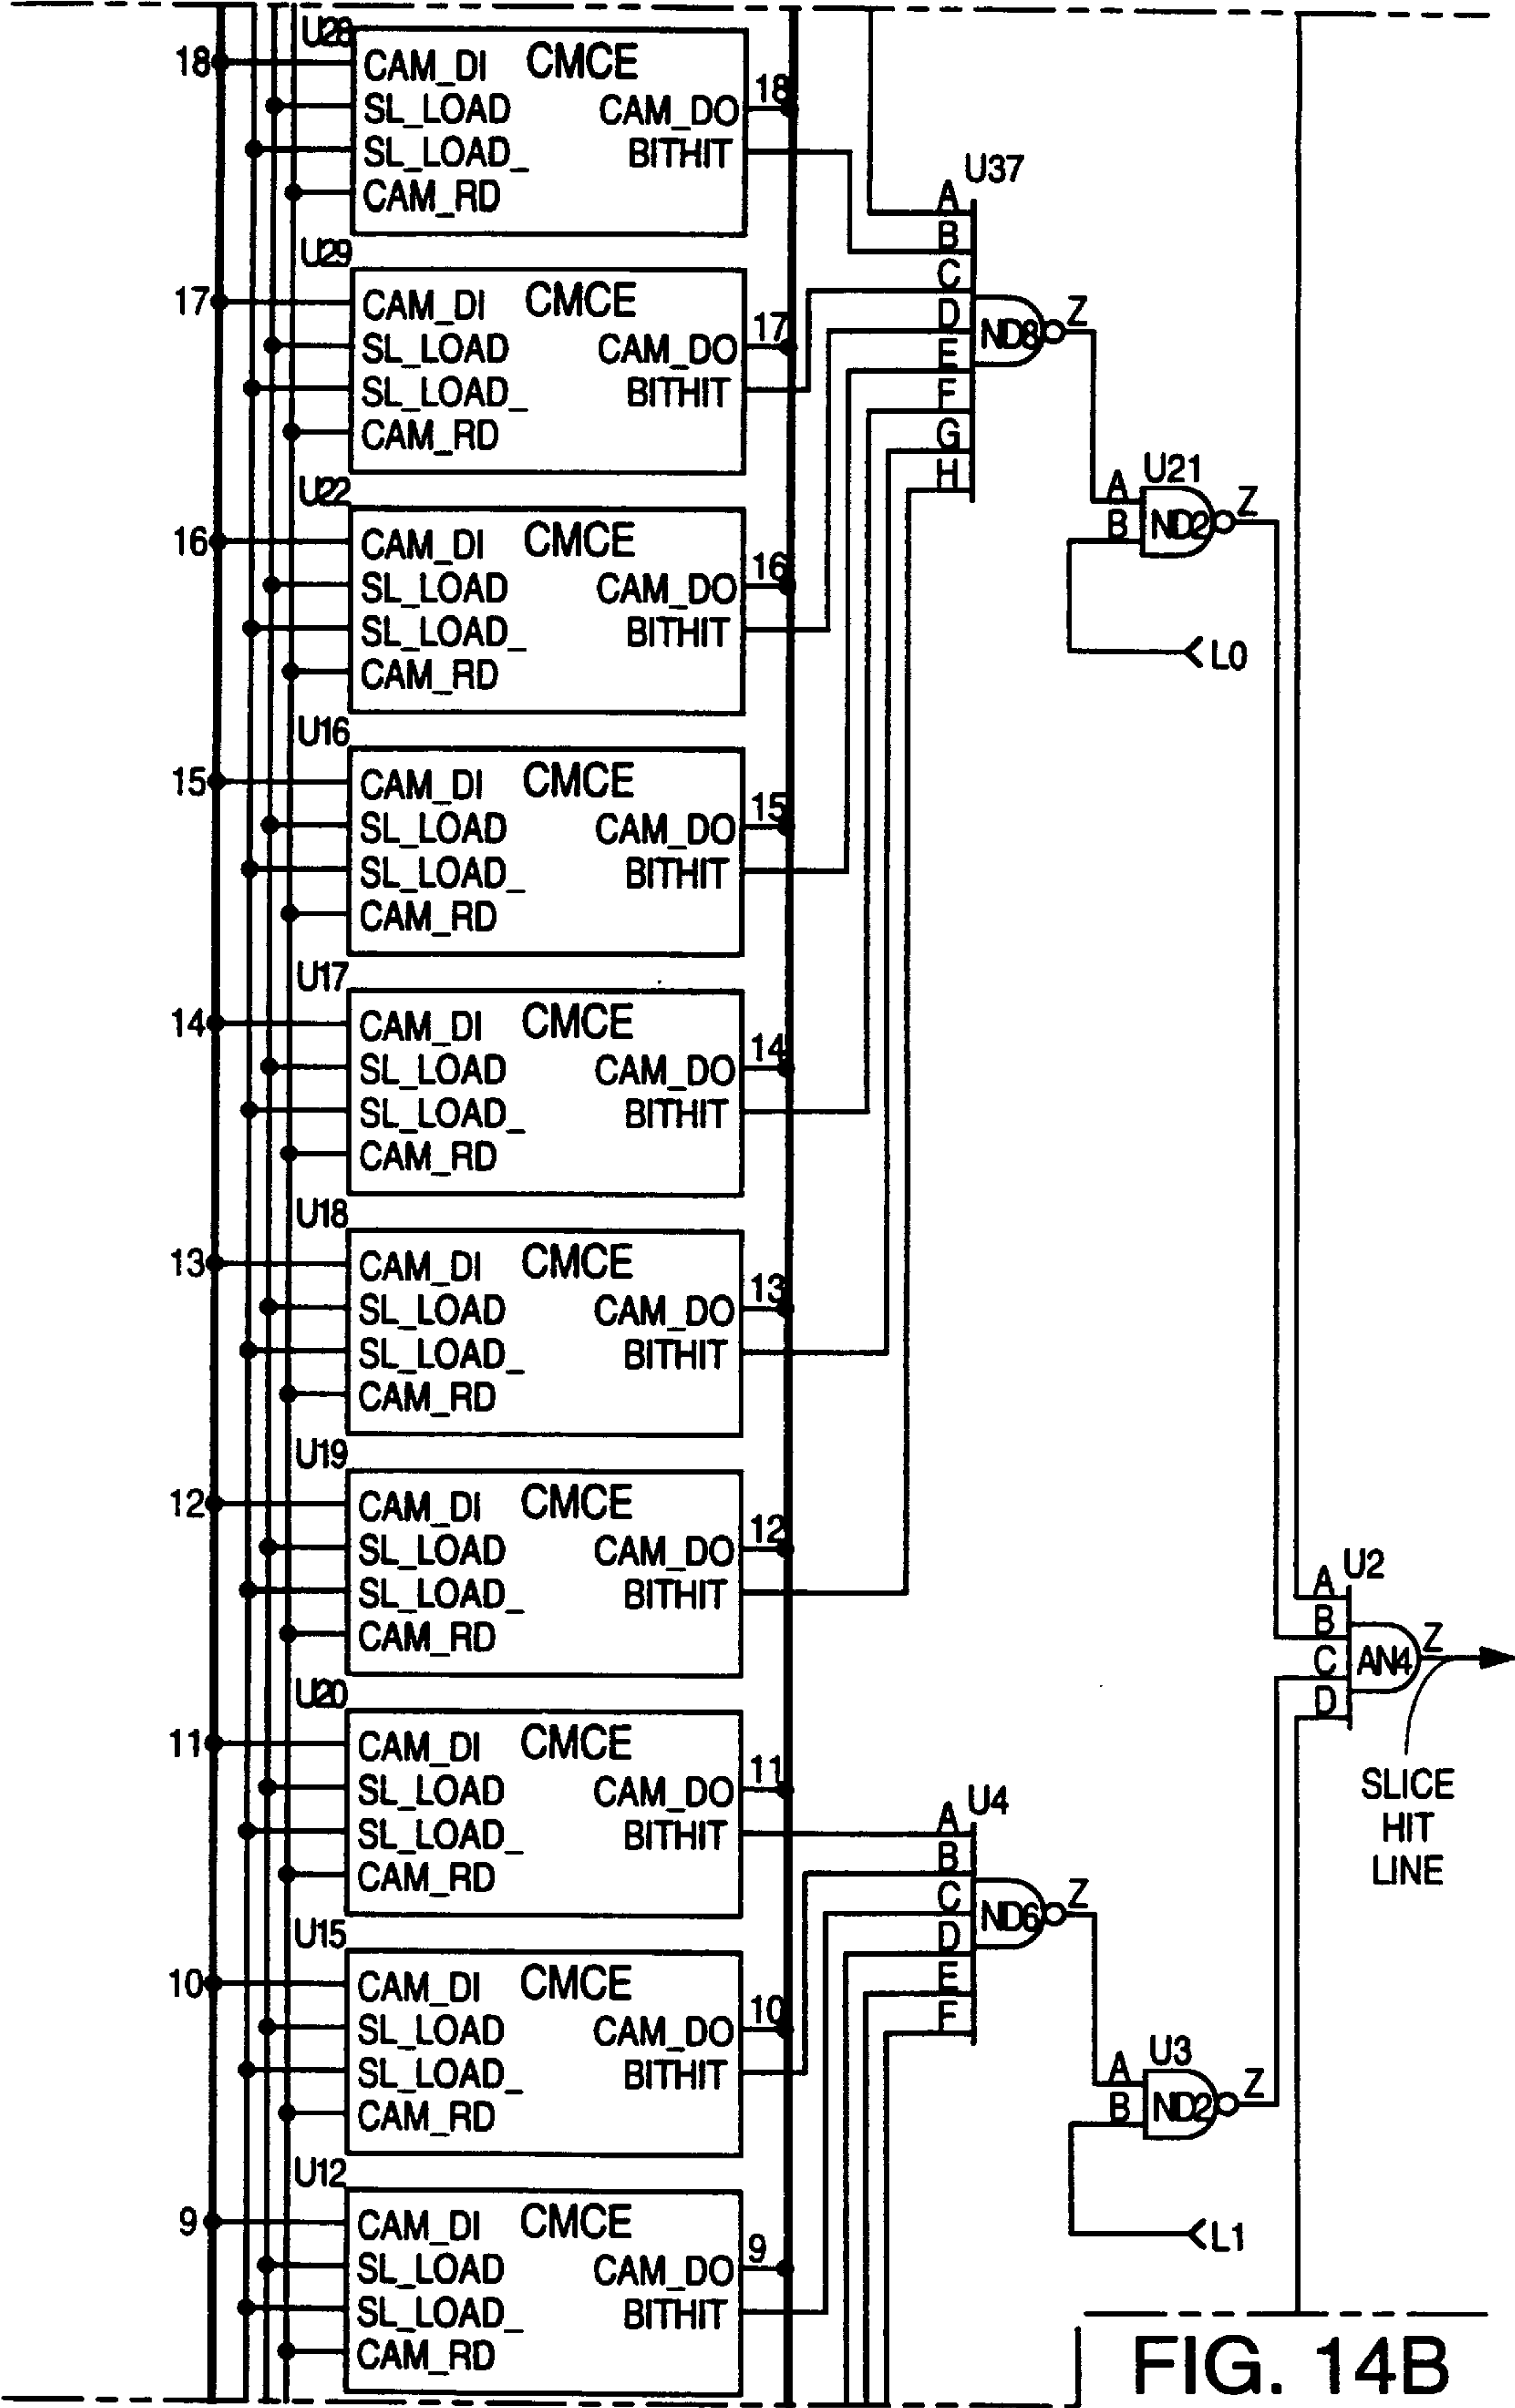 U28
18 CAM_DI CMCE
SL_LOAD CAM_DO 18
SL_LOAD_ BITHIT
CAM_RD
U29
17 CAM_DI CMCE
SL_LOAD CAM_DO 17
SL_LOAD_ BITHIT
CAM_RD
U22
16 CAM_DI CMCE
SL_LOAD CAM_DO 16
SL_LOAD_ BITHIT
CAM_RD
U16
15 CAM_DI CMCE
SL_LOAD CAM_DO 15
SL_LOAD_ BITHIT
CAM_RD
U17
14 CAM_DI CMCE
SL_LOAD CAM_DO 14
SL_LOAD_ BITHIT
CAM_RD
U18
13 CAM_DI CMCE
SL_LOAD CAM_DO 13
SL_LOAD_ BITHIT
CAM_RD
U19
12 CAM_DI CMCE
SL_LOAD CAM_DO 12
SL_LOAD_ BITHIT
CAM_RD
U20
11 CAM_DI CMCE
SL_LOAD CAM_DO 11
SL_LOAD_ BITHIT
CAM_RD
U15
10 CAM_DI CMCE
SL_LOAD CAM_DO 10
SL_LOAD_ BITHIT
CAM_RD
U12
9 CAM_DI CMCE
SL_LOAD CAM_DO 9
SL_LOAD_ BITHIT
CAM_RD
U37
A
B
C
D
E
F
G
H
ND8 Z
U21
A
B
ND2 Z
L0
U2
A
B
C
D
AN4 Z
SLICE
HIT
LINE
U4
A
B
C
D
E
F
ND6 Z
U3
A
B
ND2 Z
L1
FIG. 14B